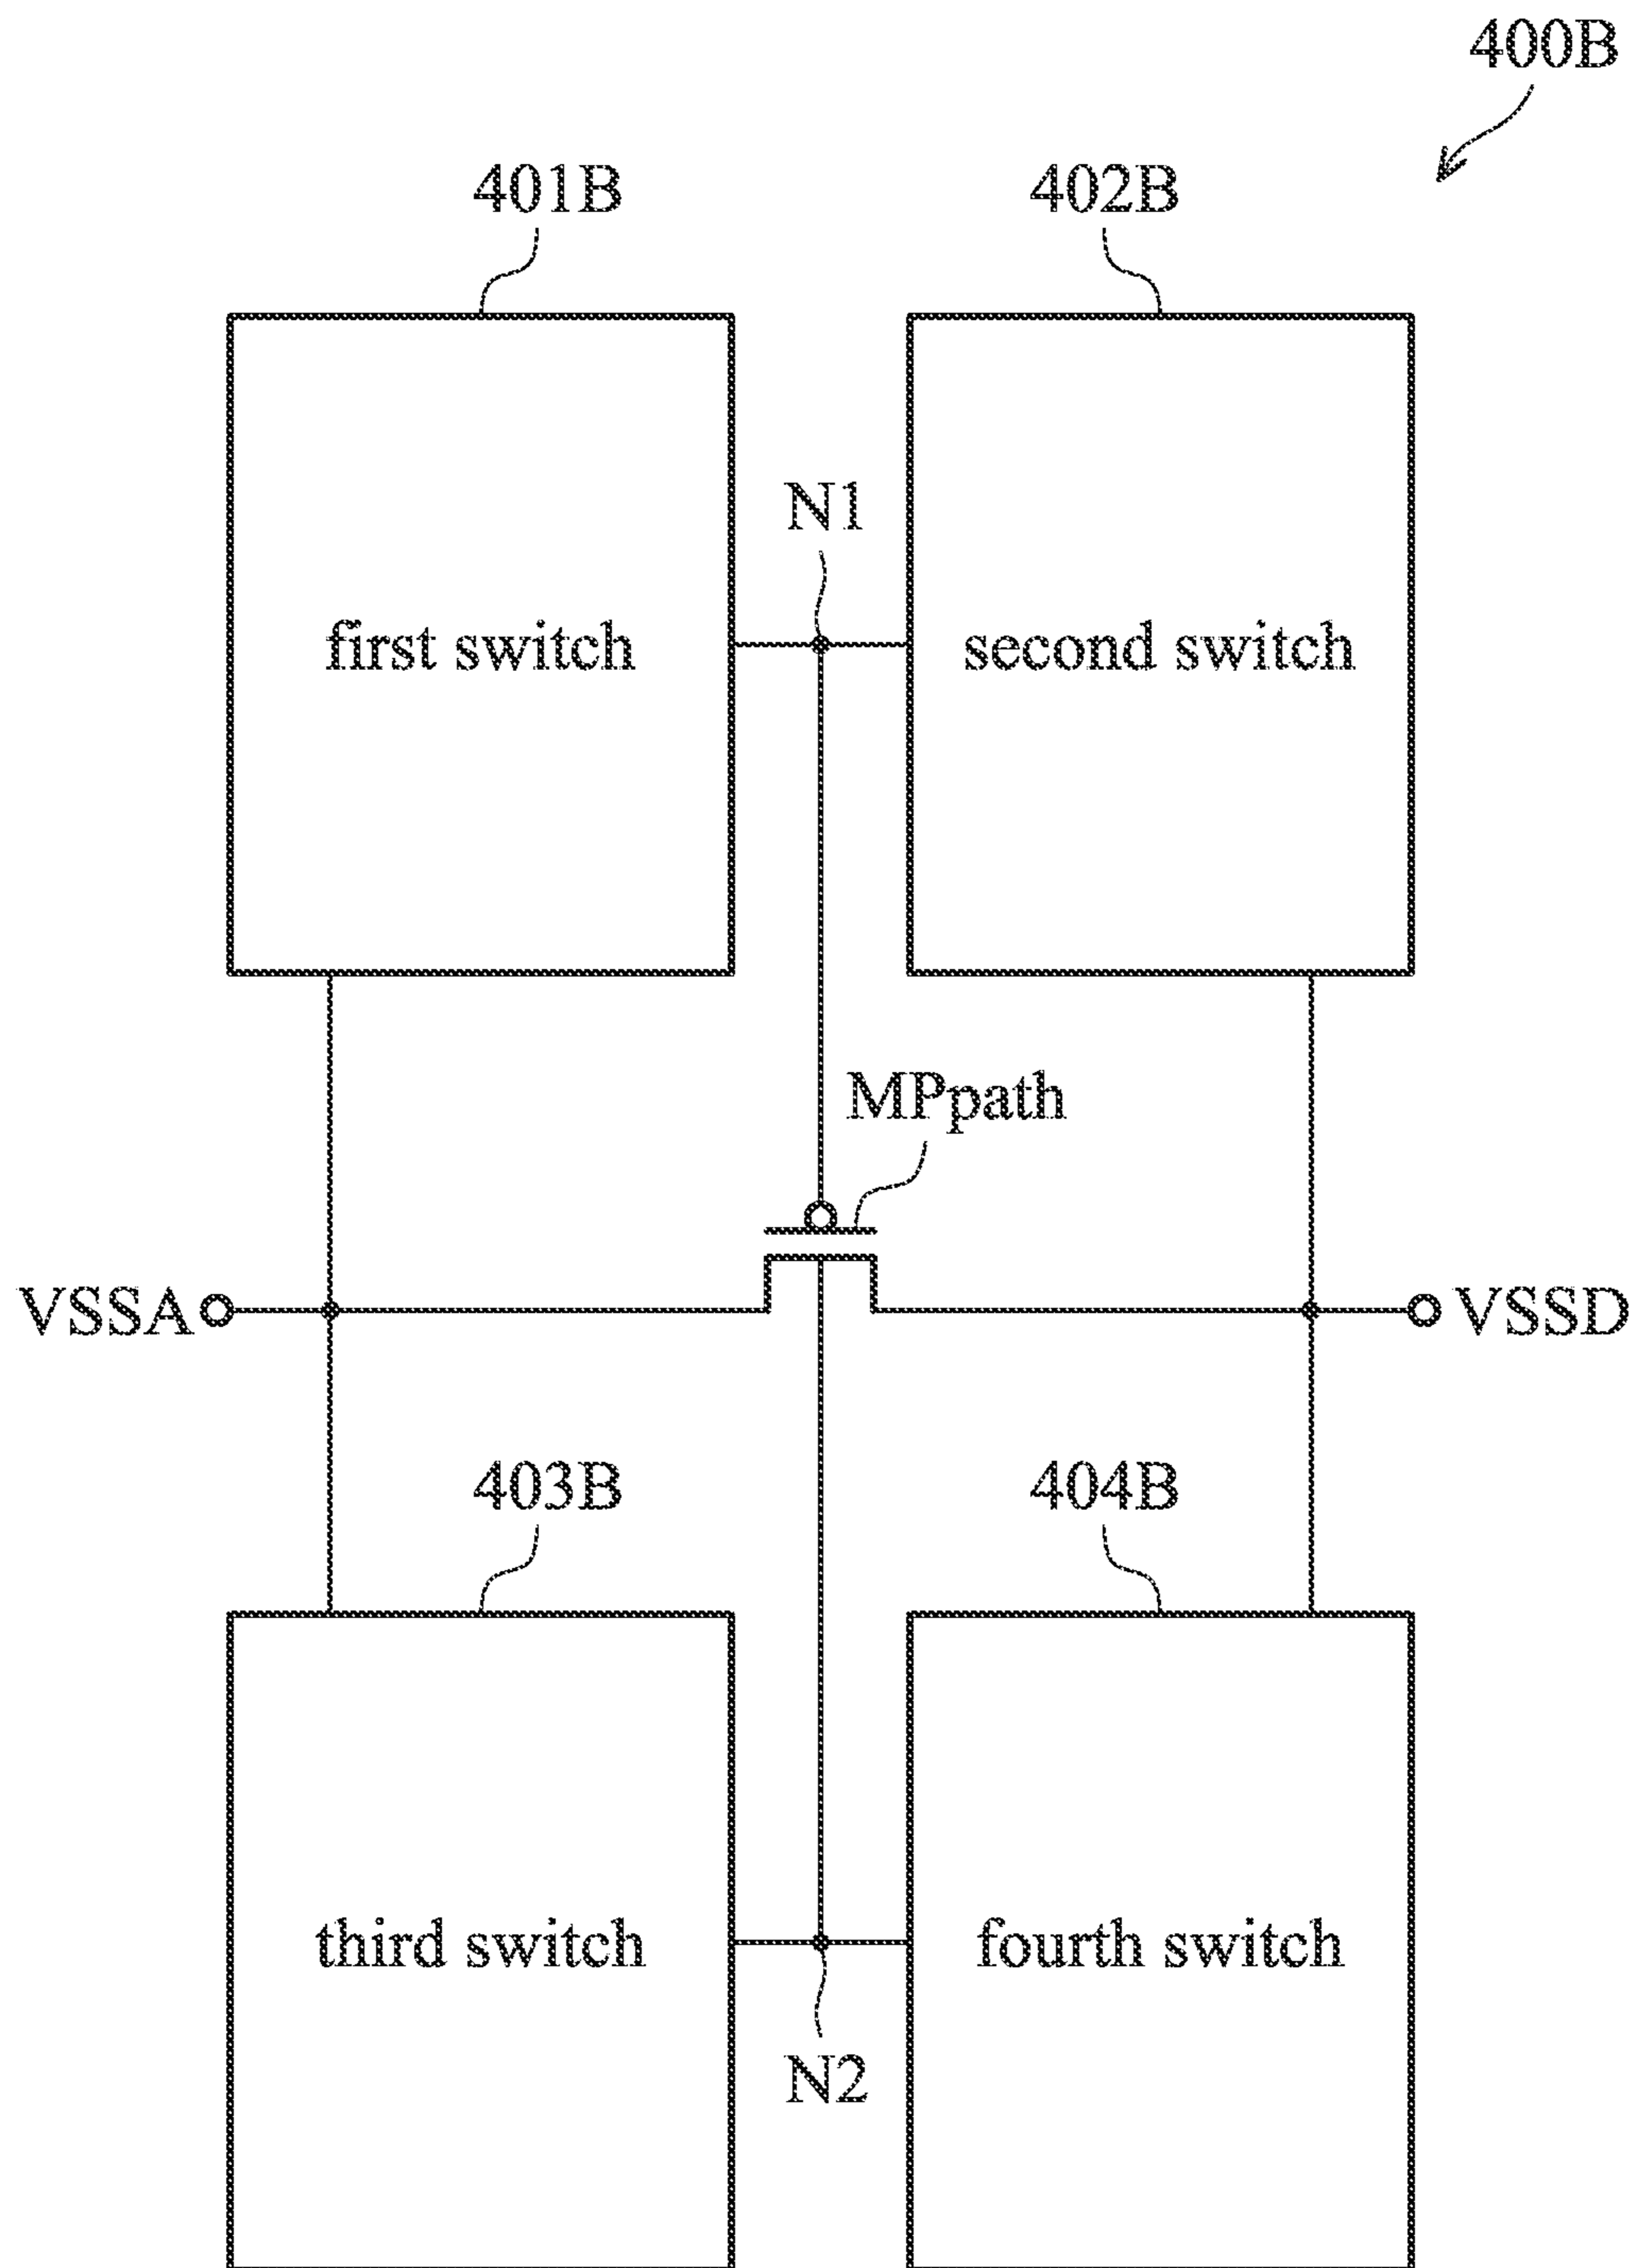 400B
401B
402B
N1
first switch
second switch
MPpath
VSSA
VSSD
403B
404B
third switch
fourth switch
N2